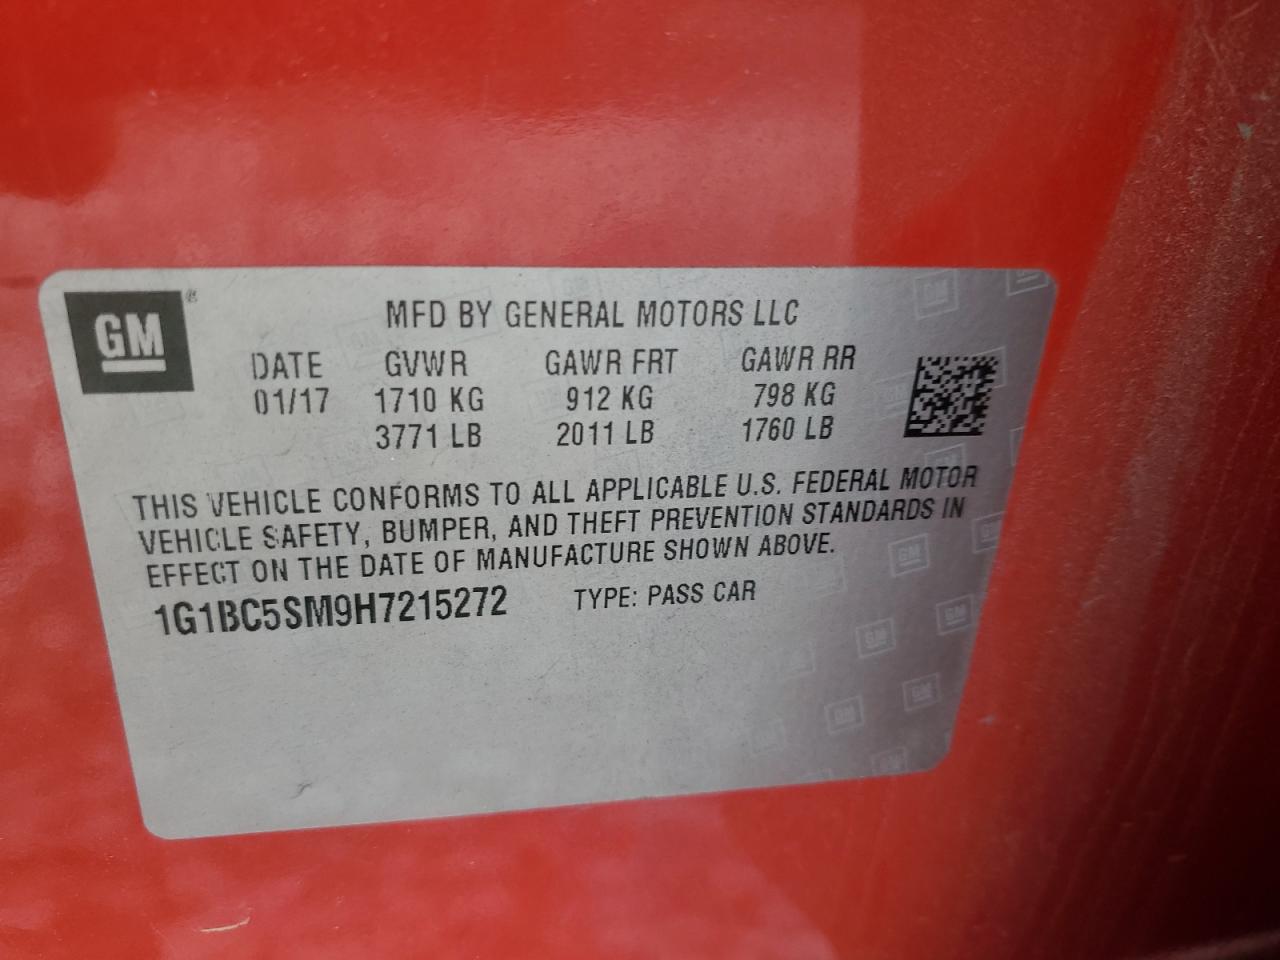 GM®
MFD BY GENERAL MOTORS LLC
DATE GVWR GAWR FRT GAWR RR
01/17 1710 KG 912 KG 798 KG
3771 LB 2011 LB 1760 LB
THIS VEHICLE CONFORMS TO ALL APPLICABLE U.S. FEDERAL MOTOR
VEHICLE SAFETY, BUMPER, AND THEFT PREVENTION STANDARDS IN
EFFECT ON THE DATE OF MANUFACTURE SHOWN ABOVE.
1G1BC5SM9H7215272 TYPE: PASS CAR